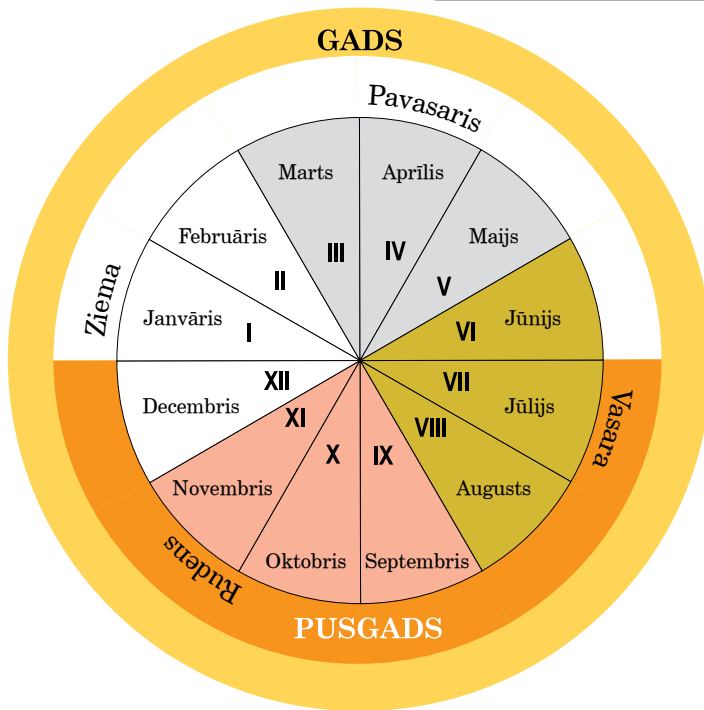 GADS
Pavasaris
Marts
III
Aprīlis
IV
Maijs
V
Jūnijs
VI
Jūlijs
VII
Vasara
Augusts
VIII
Septembris
IX
Oktobris
X
Rudens
Novembris
XI
Decembris
XII
Ziema
Janvāris
I
Februāris
II
PUSGADS